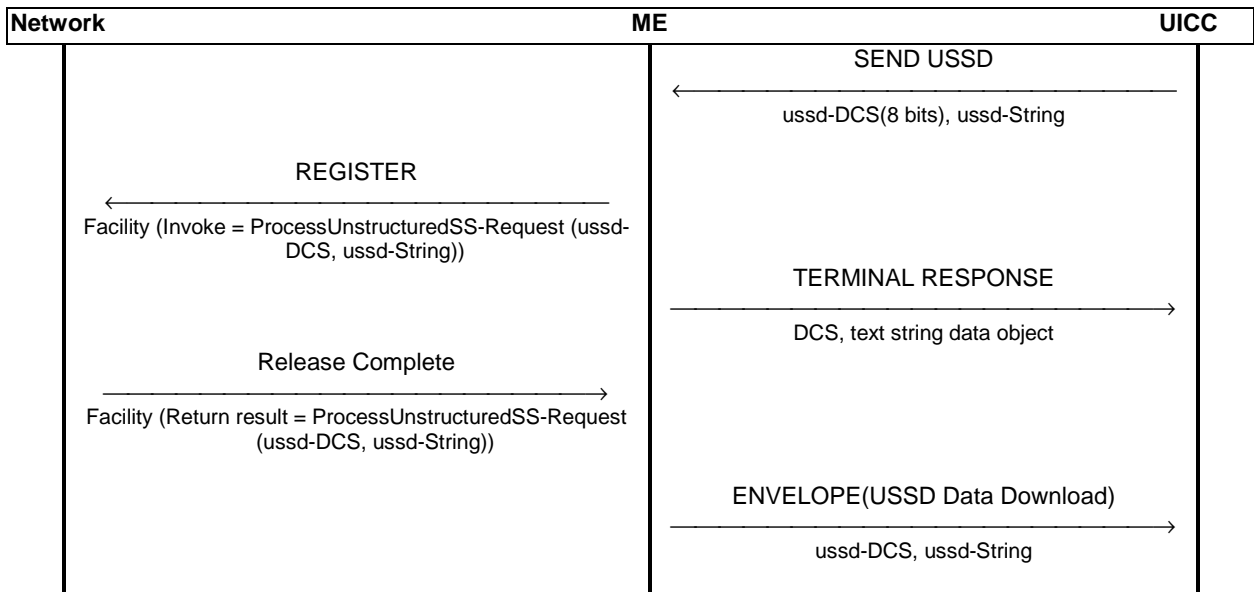 Network ME UICC
SEND USSD
ussd-DCS(8 bits), ussd-String
REGISTER
Facility (Invoke = ProcessUnstructuredSS-Request (ussd-
DCS, ussd-String))
TERMINAL RESPONSE
DCS, text string data object
Release Complete
Facility (Return result = ProcessUnstructuredSS-Request
(ussd-DCS, ussd-String))
ENVELOPE(USSD Data Download)
ussd-DCS, ussd-String